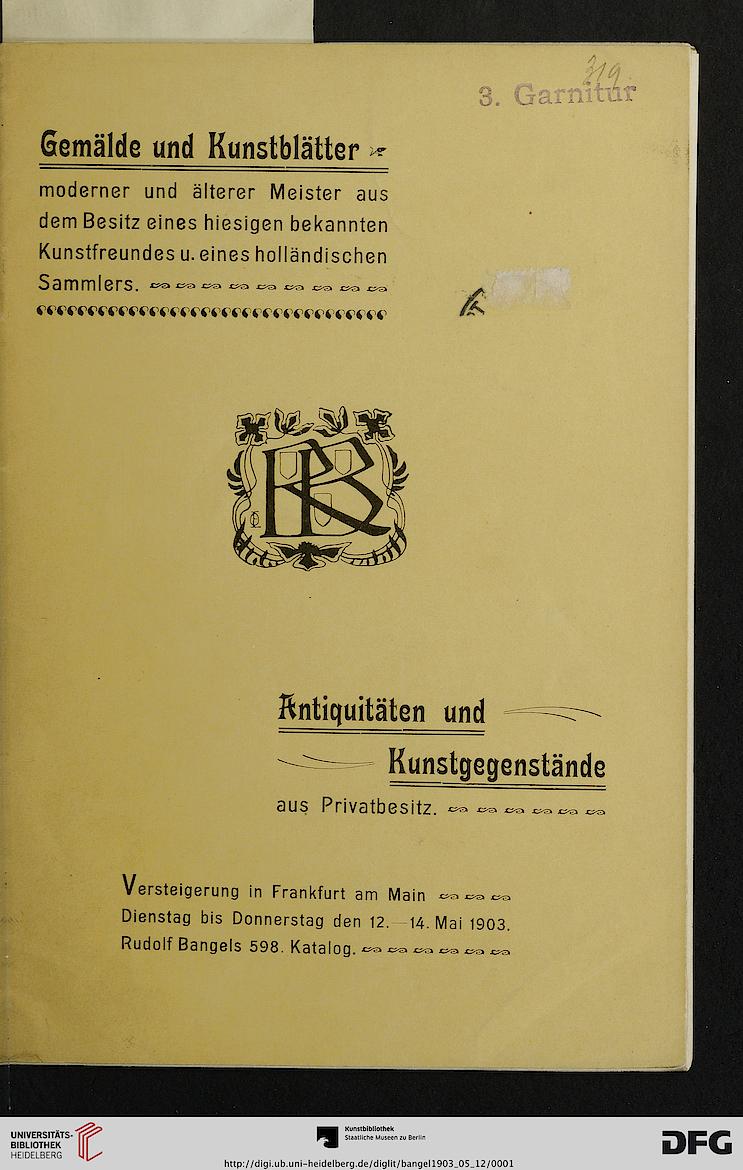 319.
3. Garnitur
Gemälde und Kunstblätter
moderner und älterer Meister aus
dem Besitz eines hiesigen bekannten
Kunstfreundes u. eines holländischen
Sammlers.
RB
Antiquitäten und
Kunstgegenstände
aus Privatbesitz.
Versteigerung in Frankfurt am Main
Dienstag bis Donnerstag den 12.—14. Mai 1903.
Rudolf Bangels 598. Katalog.
UNIVERSITÄTS-
BIBLIOTHEK
HEIDELBERG
Kunstbibliothek
Staatliche Museen zu Berlin
DFG
http://digi.ub.uni-heidelberg.de/diglit/bangel1903_05_12/0001